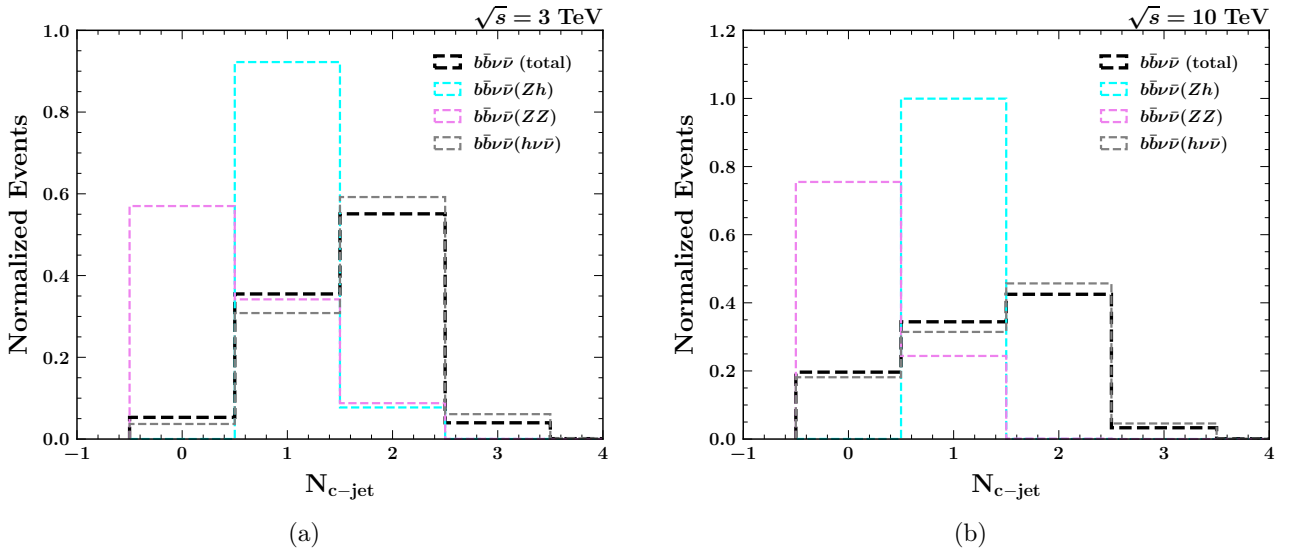 √s = 3 TeV
1.0
0.8
0.6
0.4
0.2
0.0
Normalized Events
bb̄νν̄ (total)
bb̄νν̄(Zh)
bb̄νν̄(ZZ)
bb̄νν̄(hνν̄)
−1 0 1 2 3 4
N_c−jet
(a)
√s = 10 TeV
1.2
1.0
0.8
0.6
0.4
0.2
0.0
Normalized Events
bb̄νν̄ (total)
bb̄νν̄(Zh)
bb̄νν̄(ZZ)
bb̄νν̄(hνν̄)
−1 0 1 2 3 4
N_c−jet
(b)